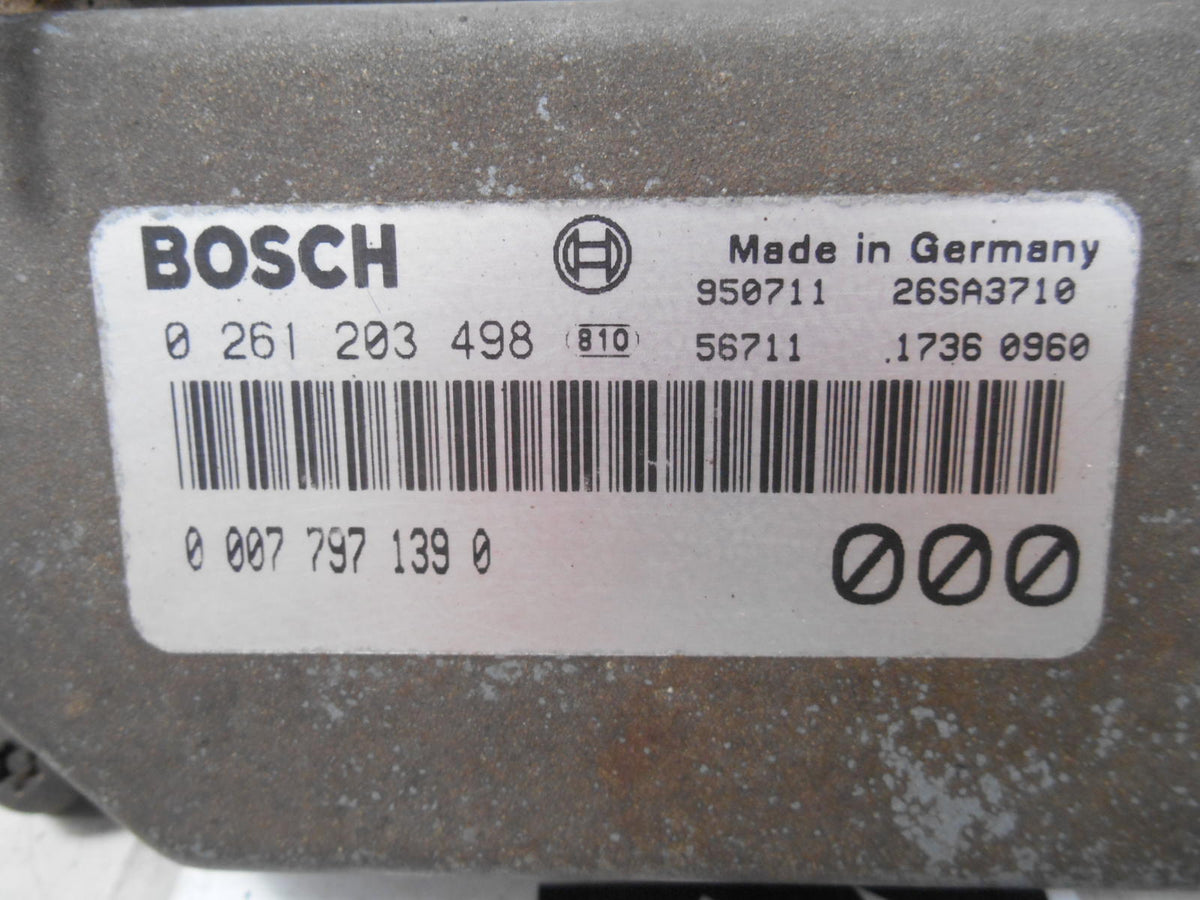 BOSCH
Made in Germany
950711 26SA3710
0 261 203 498 810 56711 .1736 0960
0 007 797 139 0
000